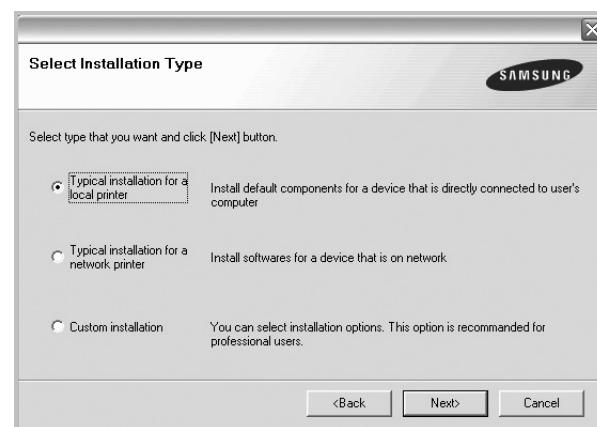 Select Installation Type
SAMSUNG
Select type that you want and click [Next] button.
Typical installation for a
local printer
Install default components for a device that is directly connected to user's
computer
Typical installation for a
network printer
Install softwares for a device that is on network
Custom installation
You can select installation options. This option is recommanded for
professional users.
<Back
Next>
Cancel